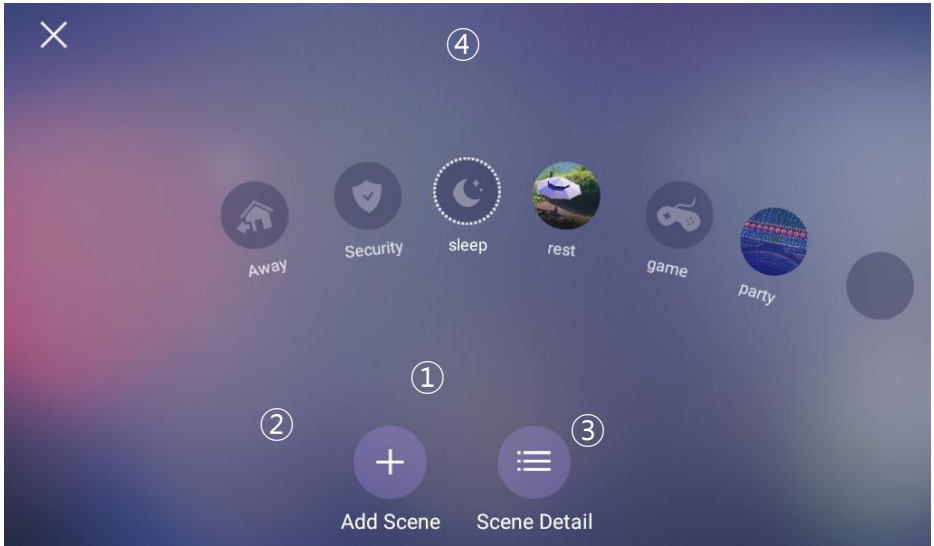 ④
Away
Security
sleep
rest
game
party
①
②
③
Add Scene
Scene Detail